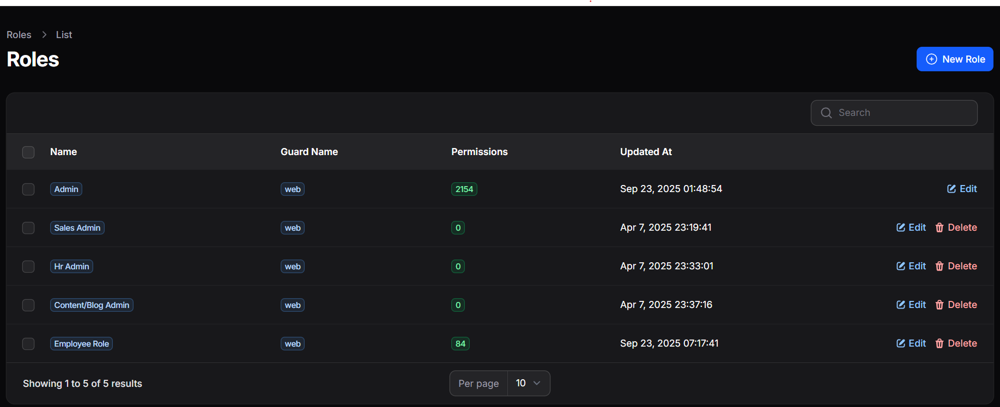 Roles > List
Roles
New Role
Search
Name Guard Name Permissions Updated At
Admin web 2154 Sep 23, 2025 01:48:54 Edit
Sales Admin web 0 Apr 7, 2025 23:19:41 Edit Delete
Hr Admin web 0 Apr 7, 2025 23:33:01 Edit Delete
Content/Blog Admin web 0 Apr 7, 2025 23:37:16 Edit Delete
Employee Role web 84 Sep 23, 2025 07:17:41 Edit Delete
Showing 1 to 5 of 5 results Per page 10